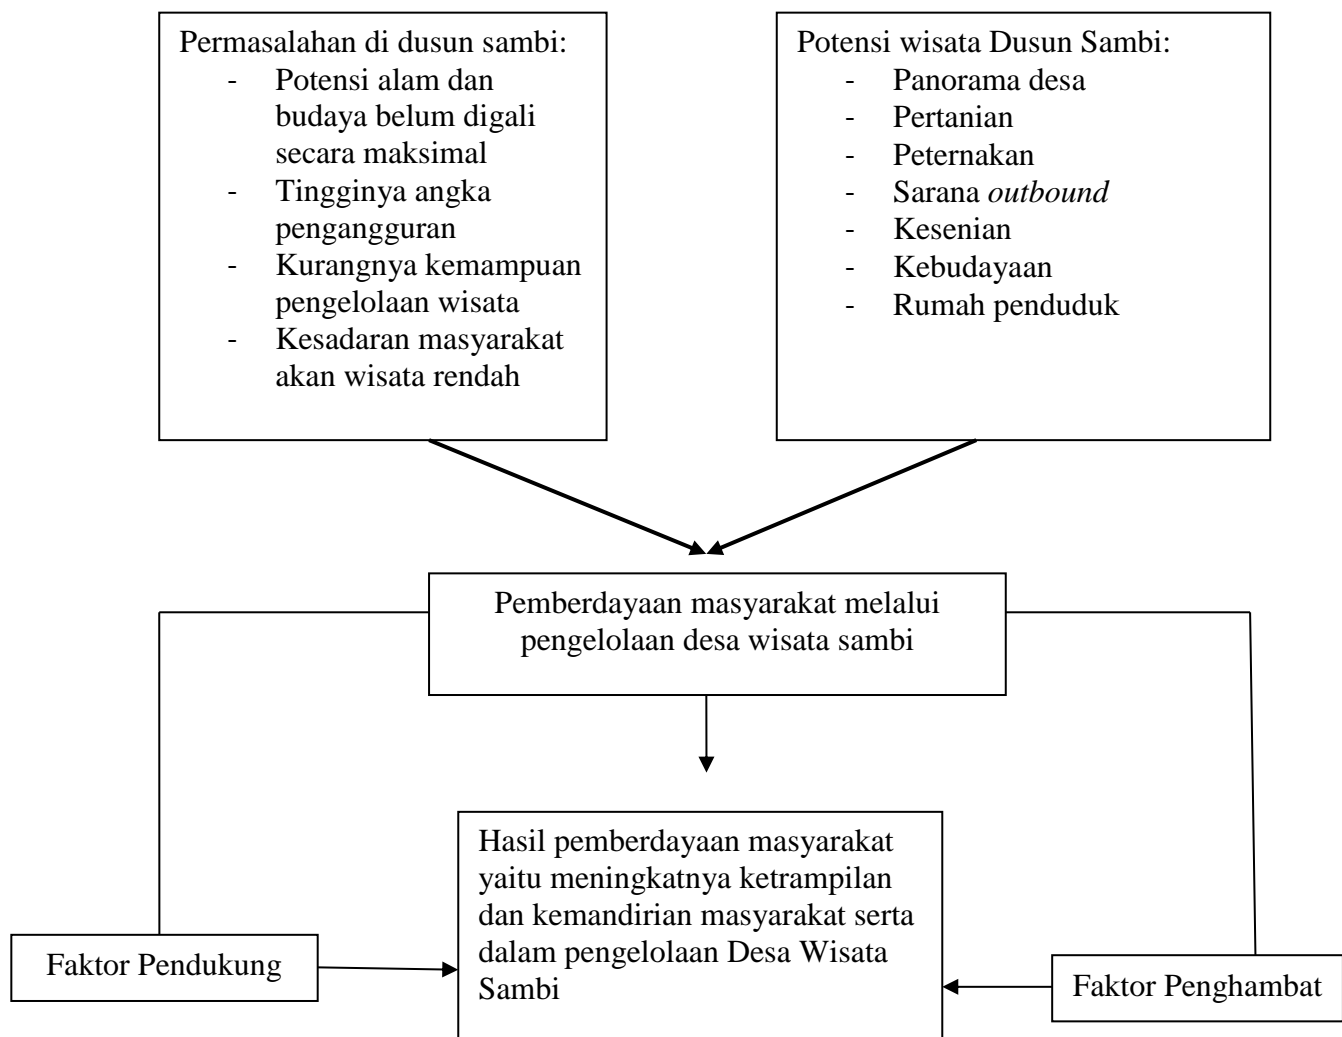 Permasalahan di dusun sambi:
- Potensi alam dan
budaya belum digali
secara maksimal
- Tingginya angka
pengangguran
- Kurangnya kemampuan
pengelolaan wisata
- Kesadaran masyarakat
akan wisata rendah
Potensi wisata Dusun Sambi:
- Panorama desa
- Pertanian
- Peternakan
- Sarana outbound
- Kesenian
- Kebudayaan
- Rumah penduduk
Pemberdayaan masyarakat melalui
pengelolaan desa wisata sambi
Hasil pemberdayaan masyarakat
yaitu meningkatnya ketrampilan
dan kemandirian masyarakat serta
dalam pengelolaan Desa Wisata
Sambi
Faktor Pendukung
Faktor Penghambat